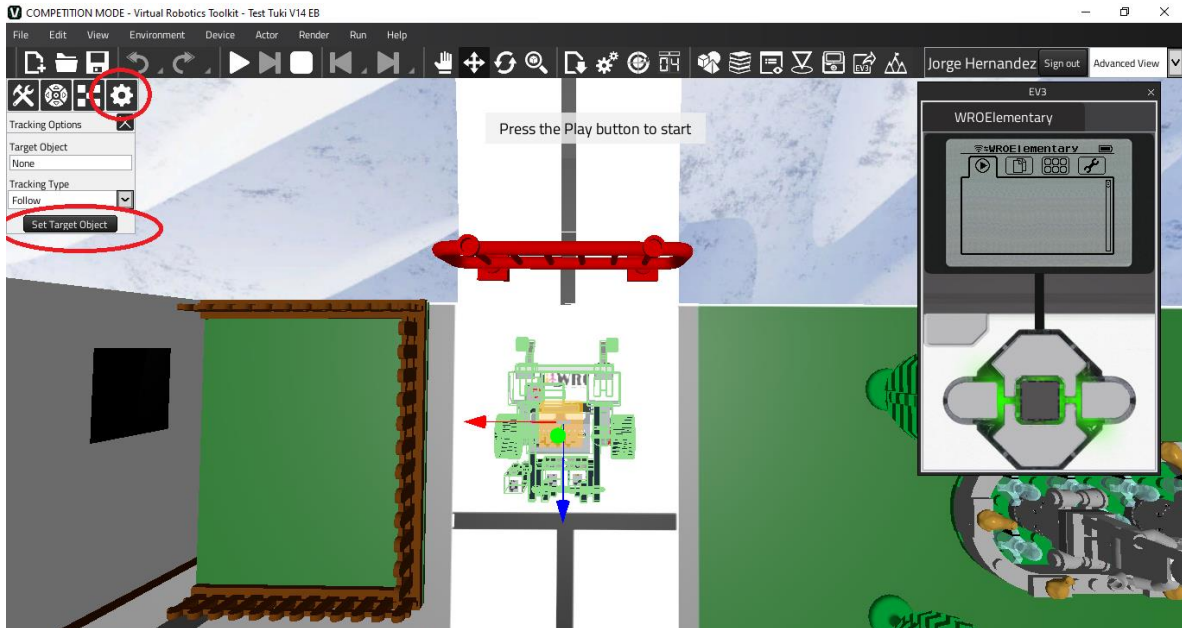 COMPETITION MODE - Virtual Robotics Toolkit - Test Tuki V14 EB
File Edit View Environment Device Actor Render Run Help
EV3
Jorge Hernandez Sign out Advanced View
Tracking Options
Target Object
None
Tracking Type
Follow
Set Target Object
Press the Play button to start
WRO
EV3
WROElementary
WROElementary